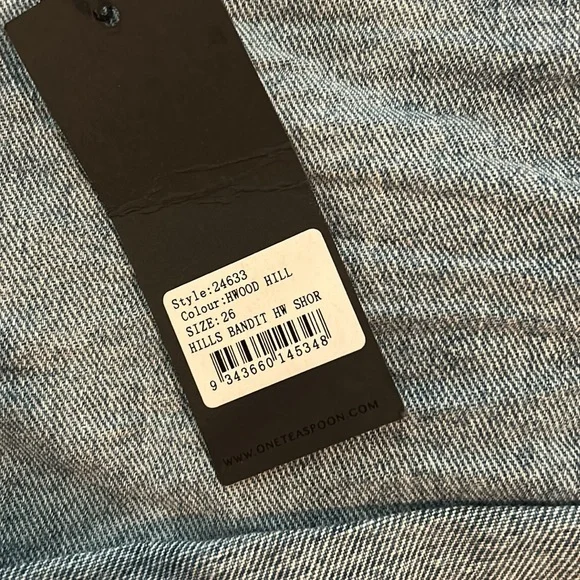 Style:24633
Colour:HWOOD HILL
SIZE:26
HILLS BANDIT HW SHOR
9 343660 145348
WWW.ONETEASPOON.COM